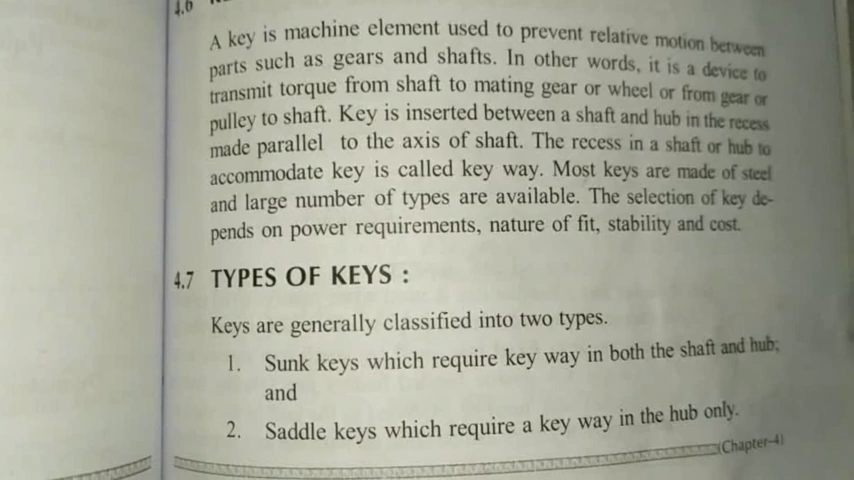 4.6
A key is machine element used to prevent relative motion between
parts such as gears and shafts. In other words, it is a device to
transmit torque from shaft to mating gear or wheel or from gear or
pulley to shaft. Key is inserted between a shaft and hub in the recess
made parallel to the axis of shaft. The recess in a shaft or hub to
accommodate key is called key way. Most keys are made of steel
and large number of types are available. The selection of key de-
pends on power requirements, nature of fit, stability and cost.
4.7 TYPES OF KEYS :
Keys are generally classified into two types.
1. Sunk keys which require key way in both the shaft and hub;
and
2. Saddle keys which require a key way in the hub only.
(Chapter-4)